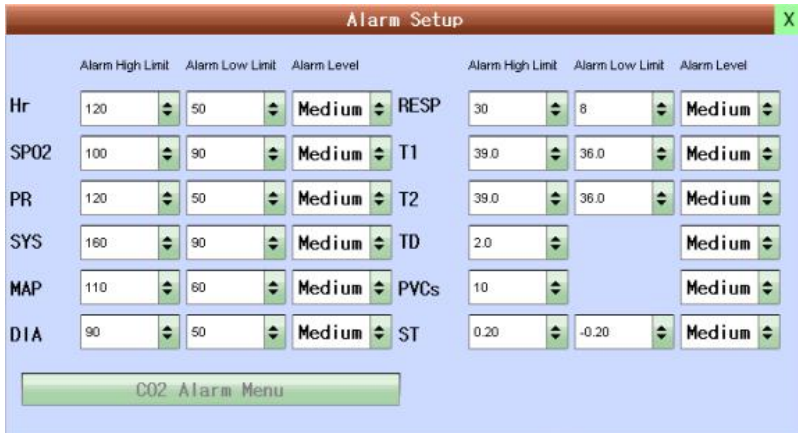 Alarm Setup X
Alarm High Limit Alarm Low Limit Alarm Level Alarm High Limit Alarm Low Limit Alarm Level
Hr 120 50 Medium RESP 30 8 Medium
SPO2 100 90 Medium T1 39.0 36.0 Medium
PR 120 50 Medium T2 39.0 36.0 Medium
SYS 160 90 Medium TD 2.0 Medium
MAP 110 60 Medium PVCs 10 Medium
DIA 90 50 Medium ST 0.20 -0.20 Medium
CO2 Alarm Menu